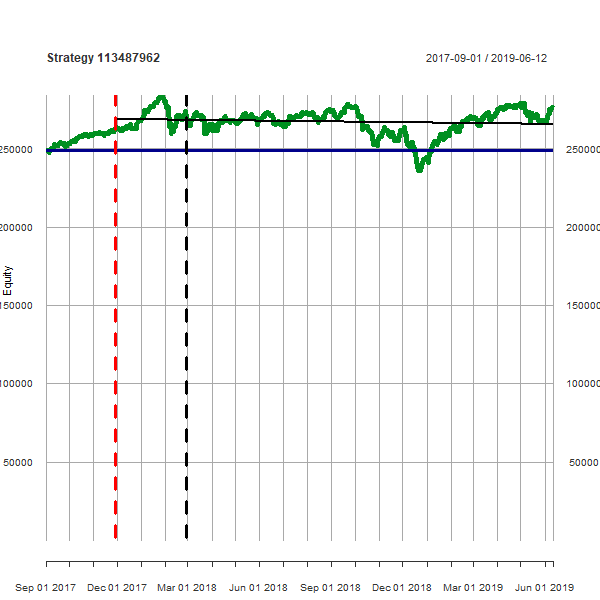 Strategy 113487962
2017-09-01 / 2019-06-12
250000 250000
200000 200000
Equity
150000 150000
100000 100000
50000 50000
Sep 01 2017 Dec 01 2017 Mar 01 2018 Jun 01 2018 Sep 01 2018 Dec 01 2018 Mar 01 2019 Jun 01 2019